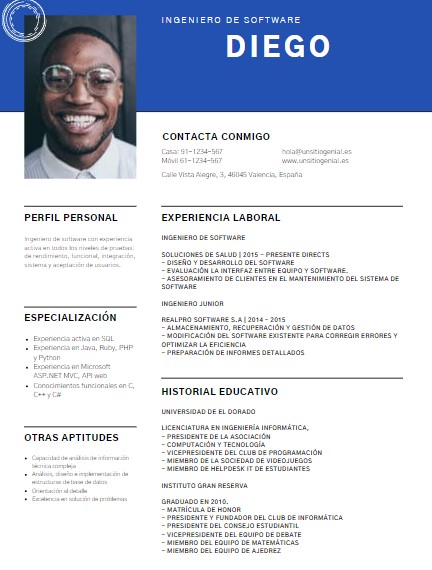 INGENIERO DE SOFTWARE
DIEGO
CONTACTA CONMIGO
Casa: 91-1234-567
hola@unsitiogenial.es
Móvil 61-1234-567
www.unsitiogenial.es
Calle Vista Alegre, 3, 46045 Valencia, España
PERFIL PERSONAL
Ingeniero de software con experiencia
activa en todos los niveles de pruebas:
de rendimiento, funcional, integración,
sistema y aceptación de usuarios.
ESPECIALIZACIÓN
• Experiencia activa en SQL
• Experiencia en Java, Ruby, PHP
y Python
• Experiencia en Microsoft
ASP.NET MVC, API web
• Conocimientos funcionales en C,
C++ y C#
OTRAS APTITUDES
• Capacidad de análisis de información
técnica compleja
• Análisis, diseño e implementación de
estructuras de base de datos
• Orientación al detalle
• Excelencia en solución de problemas
EXPERIENCIA LABORAL
INGENIERO DE SOFTWARE
SOLUCIONES DE SALUD | 2015 - PRESENTE DIRECTS
- DISEÑO Y DESARROLLO DEL SOFTWARE
- EVALUACIÓN LA INTERFAZ ENTRE EQUIPO Y SOFTWARE.
- ASESORAMIENTO DE CLIENTES EN EL MANTENIMIENTO DEL SISTEMA DE
SOFTWARE
INGENIERO JUNIOR
REALPRO SOFTWARE S.A | 2014 - 2015
- ALMACENAMIENTO, RECUPERACIÓN Y GESTIÓN DE DATOS
- MODIFICACIÓN DEL SOFTWARE EXISTENTE PARA CORREGIR ERRORES Y
OPTIMIZAR LA EFICIENCIA
- PREPARACIÓN DE INFORMES DETALLADOS
HISTORIAL EDUCATIVO
UNIVERSIDAD DE EL DORADO
LICENCIATURA EN INGENIERÍA INFORMÁTICA,
- PRESIDENTE DE LA ASOCIACIÓN
- COMPUTACIÓN Y TECNOLOGÍA
- VICEPRESIDENTE DEL CLUB DE PROGRAMACIÓN
- MIEMBRO DE LA SOCIEDAD DE VIDEOJUEGOS
- MIEMBRO DE HELPDESK IT DE ESTUDIANTES
INSTITUTO GRAN RESERVA
GRADUADO EN 2010.
- MATRÍCULA DE HONOR
- PRESIDENTE Y FUNDADOR DEL CLUB DE INFORMÁTICA
- PRESIDENTE DEL CONSEJO ESTUDIANTIL
- VICEPRESIDENTE DEL EQUIPO DE DEBATE
- MIEMBRO DEL EQUIPO DE MATEMÁTICAS
- MIEMBRO DEL EQUIPO DE AJEDREZ